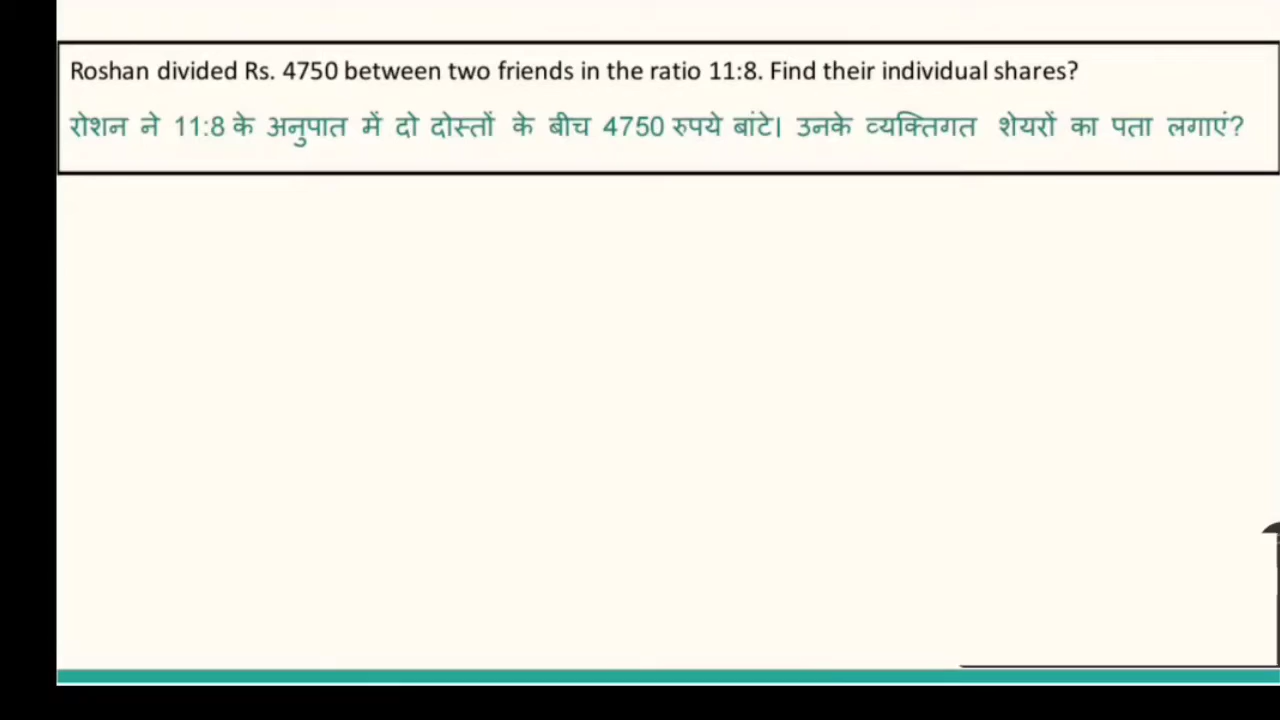 Roshan divided Rs. 4750 between two friends in the ratio 11:8. Find their individual shares?
रोशन ने 11:8 के अनुपात में दो दोस्तों के बीच 4750 रुपये बांटे। उनके व्यक्तिगत शेयरों का पता लगाएं?